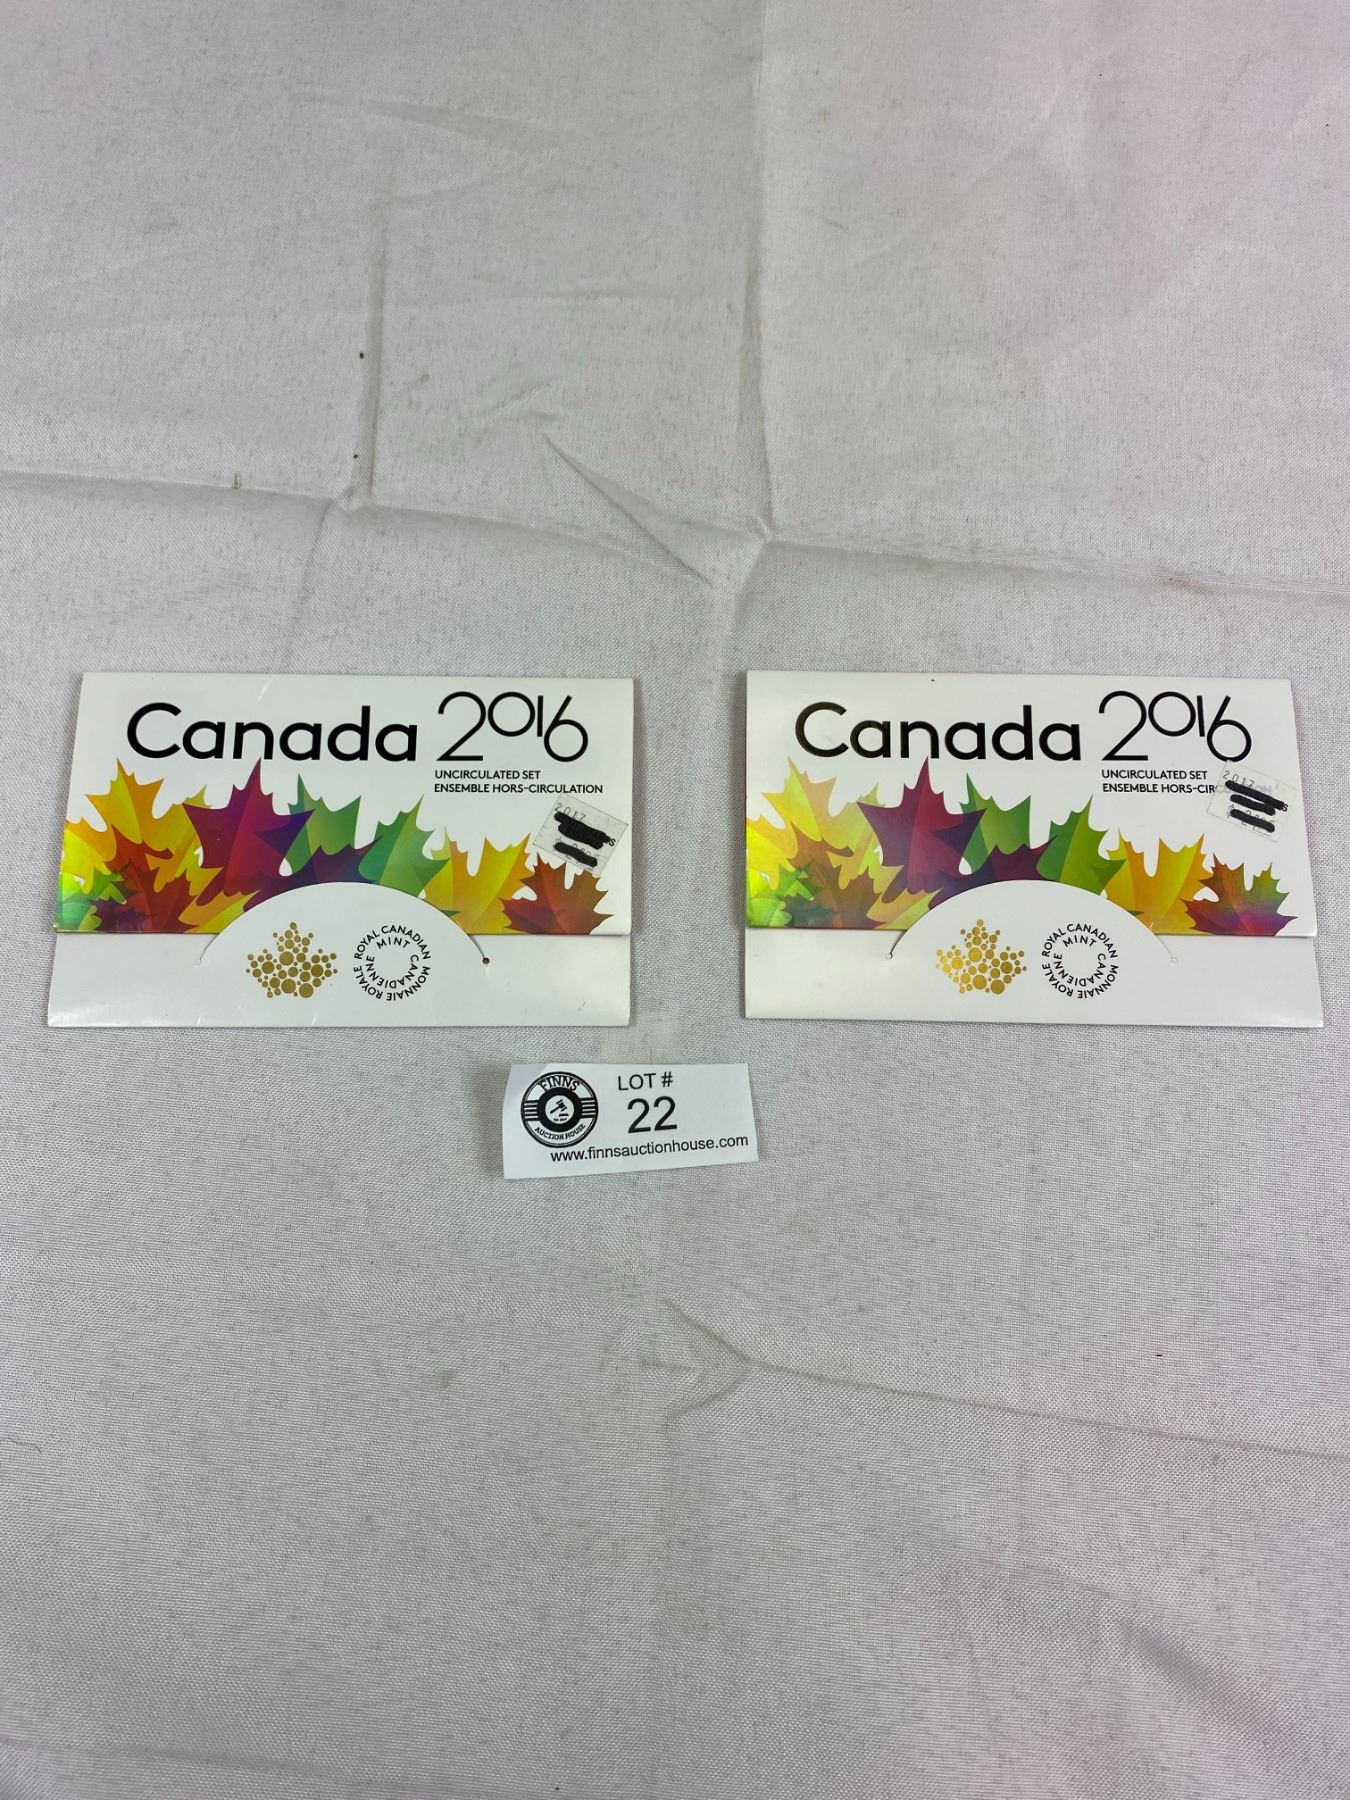 Canada 2016
UNCIRCULATED SET
ENSEMBLE HORS-CIRCULATION
2017
ROYAL CANADIAN MINT
MONNAIE ROYALE CANADIENNE
Canada 2016
UNCIRCULATED SET
ENSEMBLE HORS-CIRCULATION
2017
ROYAL CANADIAN MINT
MONNAIE ROYALE CANADIENNE
FINNS
AUCTION HOUSE
LOT #
22
www.finnsauctionhouse.com